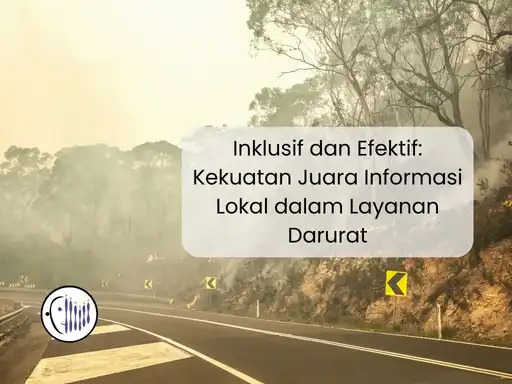 Inklusif dan Efektif:
Kekuatan Juara Informasi
Lokal dalam Layanan
Darurat